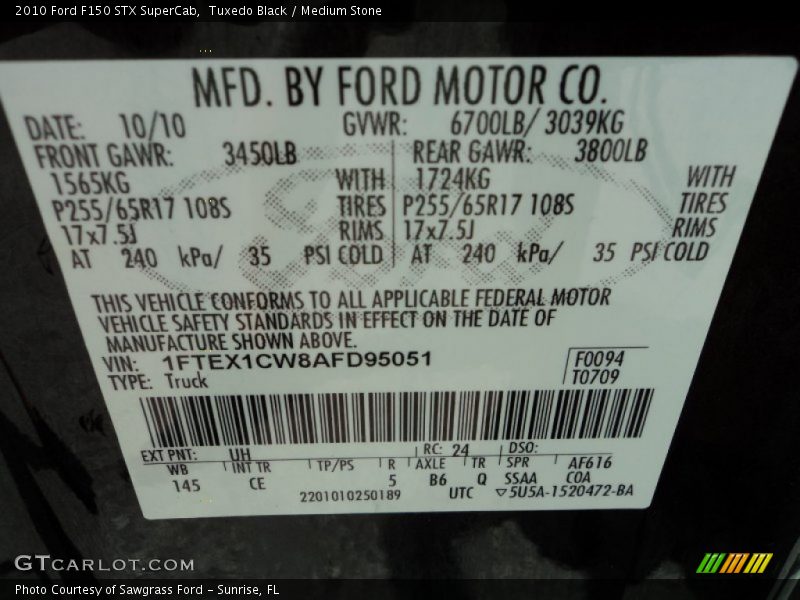 2010 Ford F150 STX SuperCab, Tuxedo Black / Medium Stone
MFD. BY FORD MOTOR CO.
DATE: 10/10 GVWR: 6700LB/ 3039KG
FRONT GAWR: 3450LB REAR GAWR: 3800LB
1565KG WITH 1724KG WITH
P255/65R17 108S TIRES P255/65R17 108S TIRES
17x7.5J RIMS 17x7.5J RIMS
AT 240 kPa/ 35 PSI COLD AT 240 kPa/ 35 PSI COLD
THIS VEHICLE CONFORMS TO ALL APPLICABLE FEDERAL MOTOR
VEHICLE SAFETY STANDARDS IN EFFECT ON THE DATE OF
MANUFACTURE SHOWN ABOVE.
VIN: 1FTEX1CW8AFD95051 F0094
TYPE: Truck T0709
EXT PNT: UH RC: 24 DSO:
WB INT TR TP/PS R AXLE TR SPR AF616
145 CE 5 B6 Q SSAA COA
2201010250189 UTC ▽5U5A-1520472-BA
GTCARLOT.COM
Photo Courtesy of Sawgrass Ford - Sunrise, FL